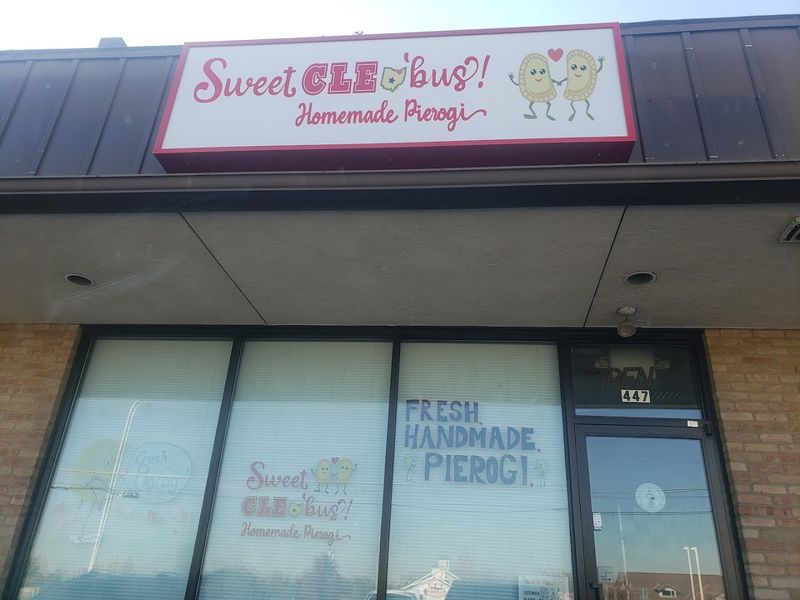 Sweet CLE'bus?!
Homemade Pierogi
OPEN
447
Fresh
Pierogi
Sweet
CLE'bus?!
Homemade Pierogi
FRESH,
HANDMADE,
PIEROGI.